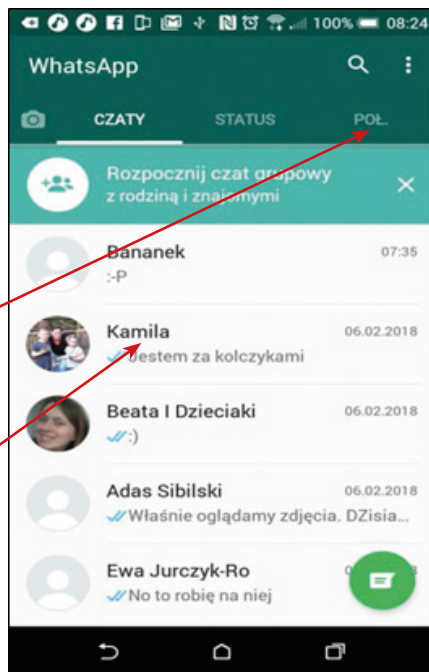 100% 08:24
WhatsApp
CZATY STATUS POŁ.
Rozpocznij czat grupowy
z rodziną i znajomymi
Bananek 07:35
:-P
Kamila 06.02.2018
Jestem za kolczykami
Beata I Dzieciaki 06.02.2018
:)
Adas Sibilski 06.02.2018
Właśnie oglądamy zdjęcia. DZisia...
Ewa Jurczyk-Ro
No to robię na niej